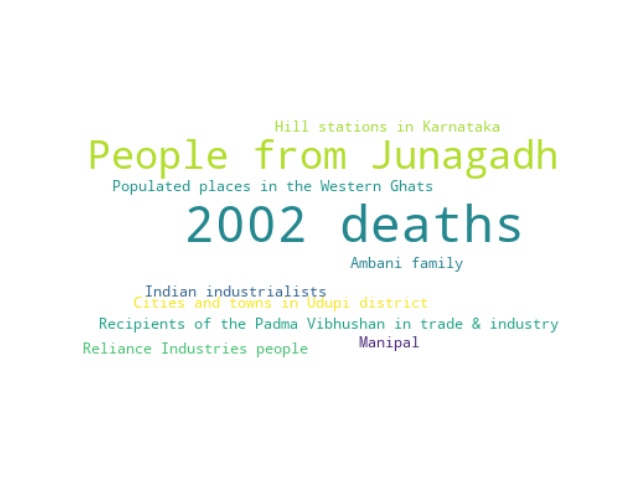 Hill stations in Karnataka
People from Junagadh
Populated places in the Western Ghats
2002 deaths
Ambani family
Indian industrialists
Cities and towns in Udupi district
Recipients of the Padma Vibhushan in trade & industry
Manipal
Reliance Industries people